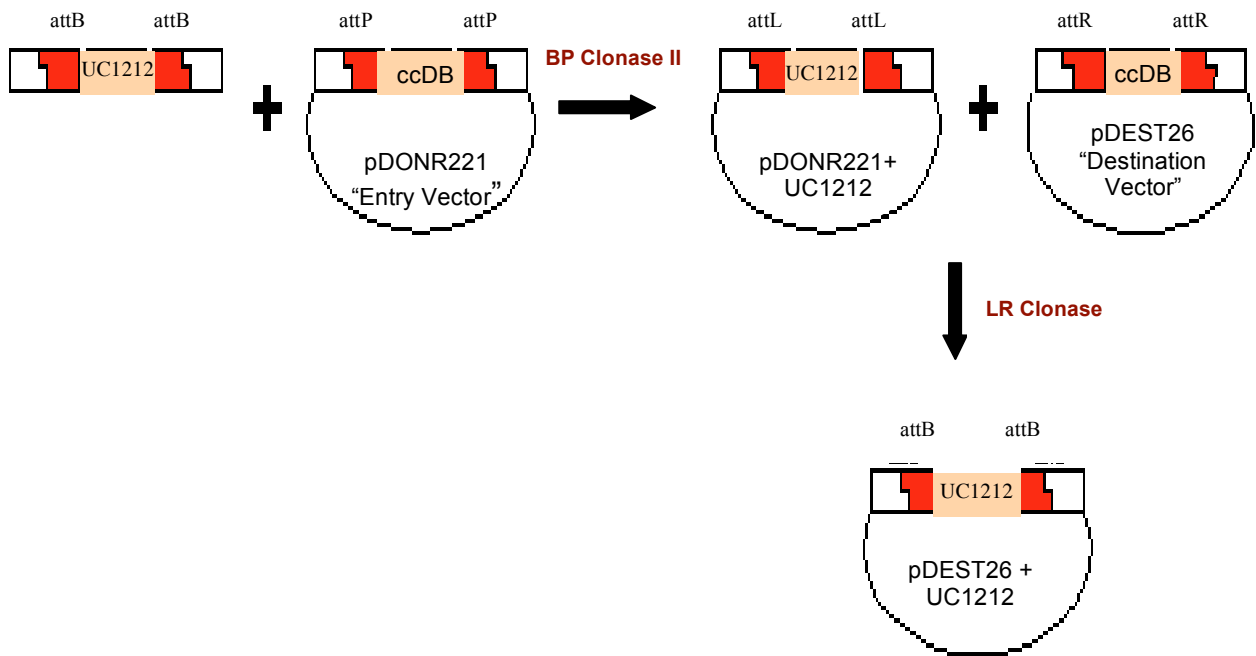 attB attB attP attP attL attL attR attR
UC1212 ccDB BP Clonase II UC1212 ccDB
pDONR221
“Entry Vector”
pDONR221+
UC1212
pDEST26
“Destination
Vector”
LR Clonase
attB attB
UC1212
pDEST26 +
UC1212